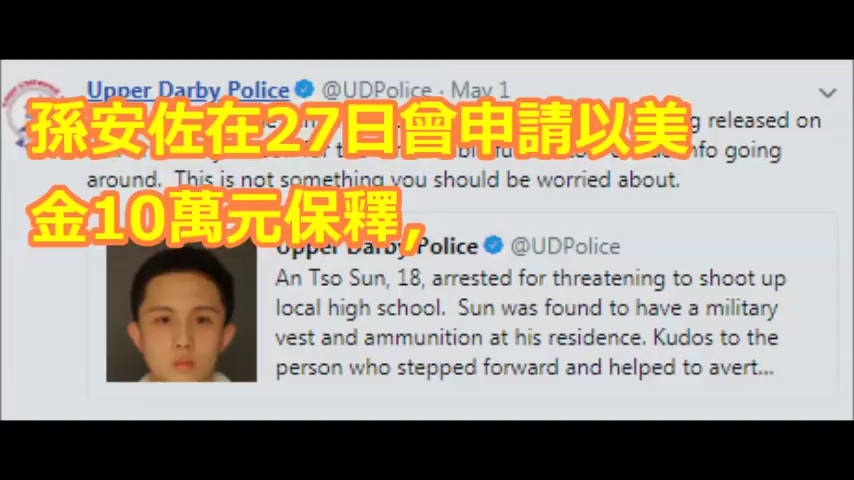 Upper Darby Police @UDPolice · May 1
孫安佐在27日曾申請以美
g released on
info going
around. This is not something you should be worried about.
金10萬元保釋,
Upper Darby Police @UDPolice
An Tso Sun, 18, arrested for threatening to shoot up
local high school. Sun was found to have a military
vest and ammunition at his residence. Kudos to the
person who stepped forward and helped to avert...